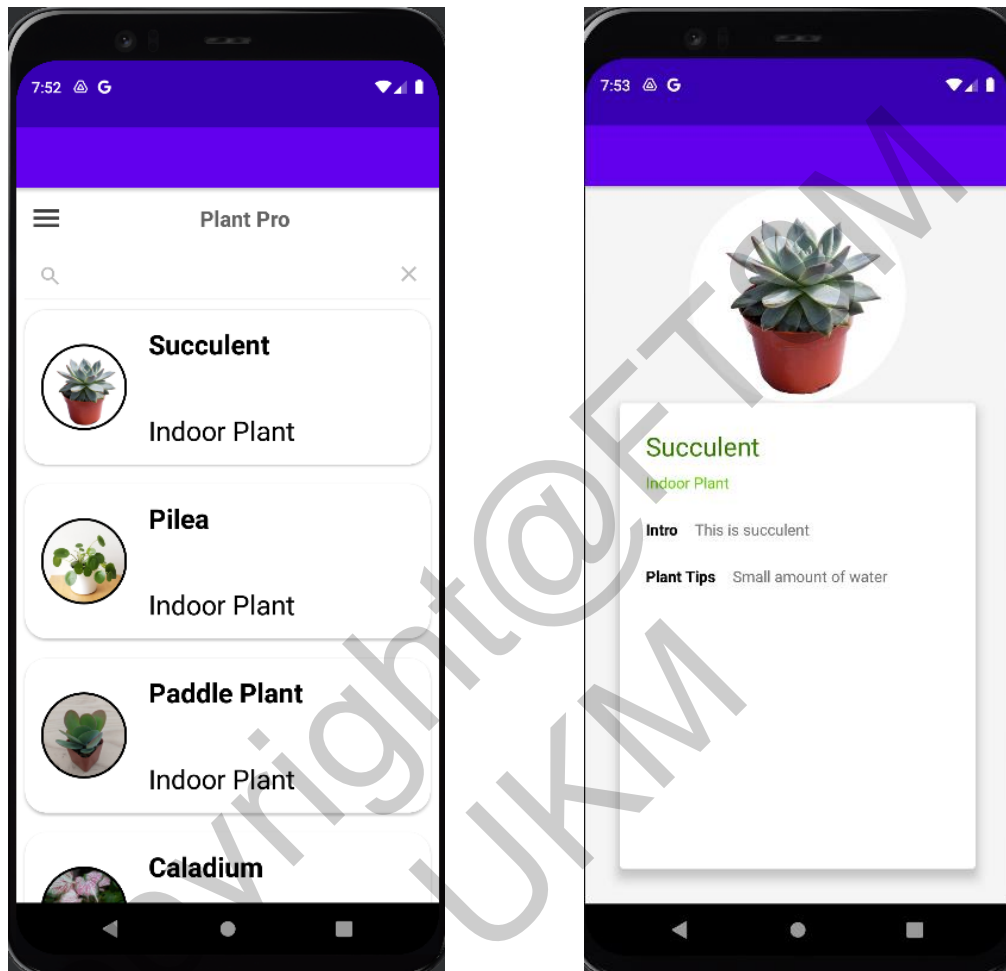 7:52 G
Plant Pro
Succulent
Indoor Plant
Pilea
Indoor Plant
Paddle Plant
Indoor Plant
Caladium
7:53 G
Succulent
Indoor Plant
Intro This is succulent
Plant Tips Small amount of water
opyright@FTSM
UKM